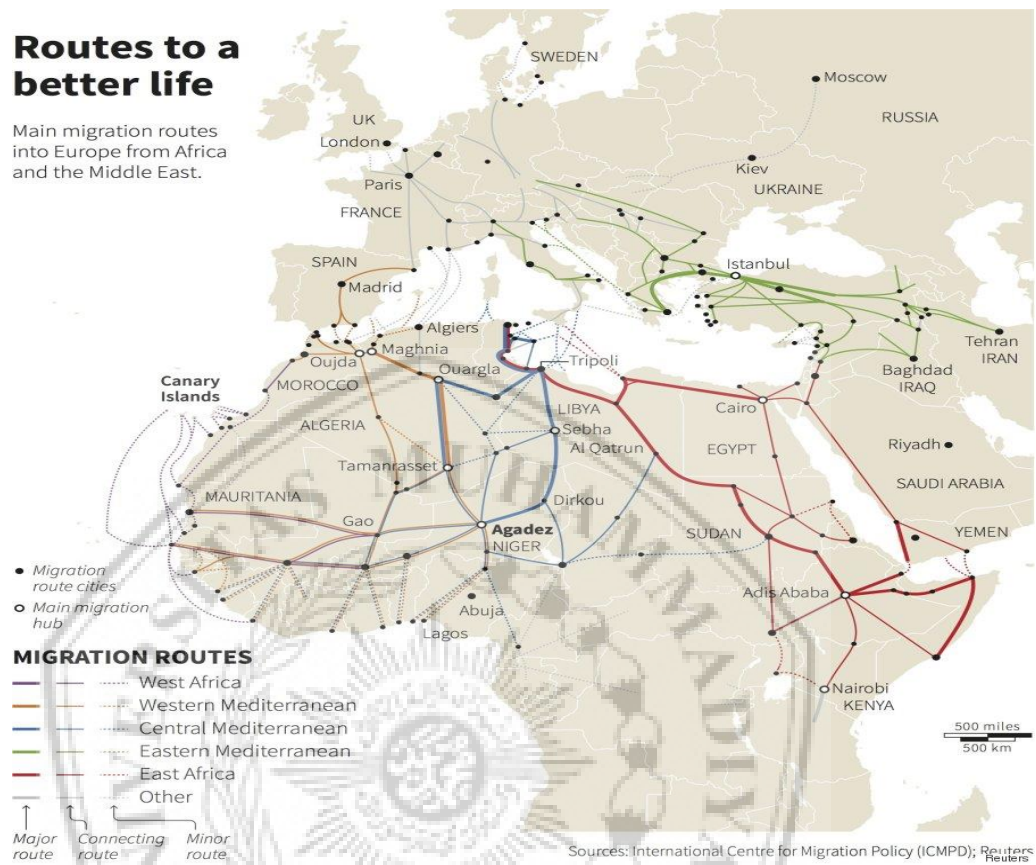 Routes to a
better life
Main migration routes
into Europe from Africa
and the Middle East.
SWEDEN
Moscow
RUSSIA
UK
London
Kiev
UKRAINE
Paris
FRANCE
SPAIN
Madrid
Istanbul
Algiers
Tehran
IRAN
Oujda
Maghnia
Ouargla
Tripoli
Baghdad
IRAQ
Canary
Islands
MOROCCO
ALGERIA
LIBYA
Cairo
Sebha
Al Qatrun
EGYPT
Riyadh
Tamanrasset
SAUDI ARABIA
MAURITANIA
Dirkou
Gao
Agadez
NIGER
SUDAN
YEMEN
Migration
route cities
Main migration
hub
Abuja
Lagos
Adis Ababa
Nairobi
KENYA
MIGRATION ROUTES
West Africa
Western Mediterranean
Central Mediterranean
Eastern Mediterranean
East Africa
Other
Major
route
Connecting
route
Minor
route
500 miles
500 km
Sources: International Centre for Migration Policy (ICMPD); Reuters
Reuters